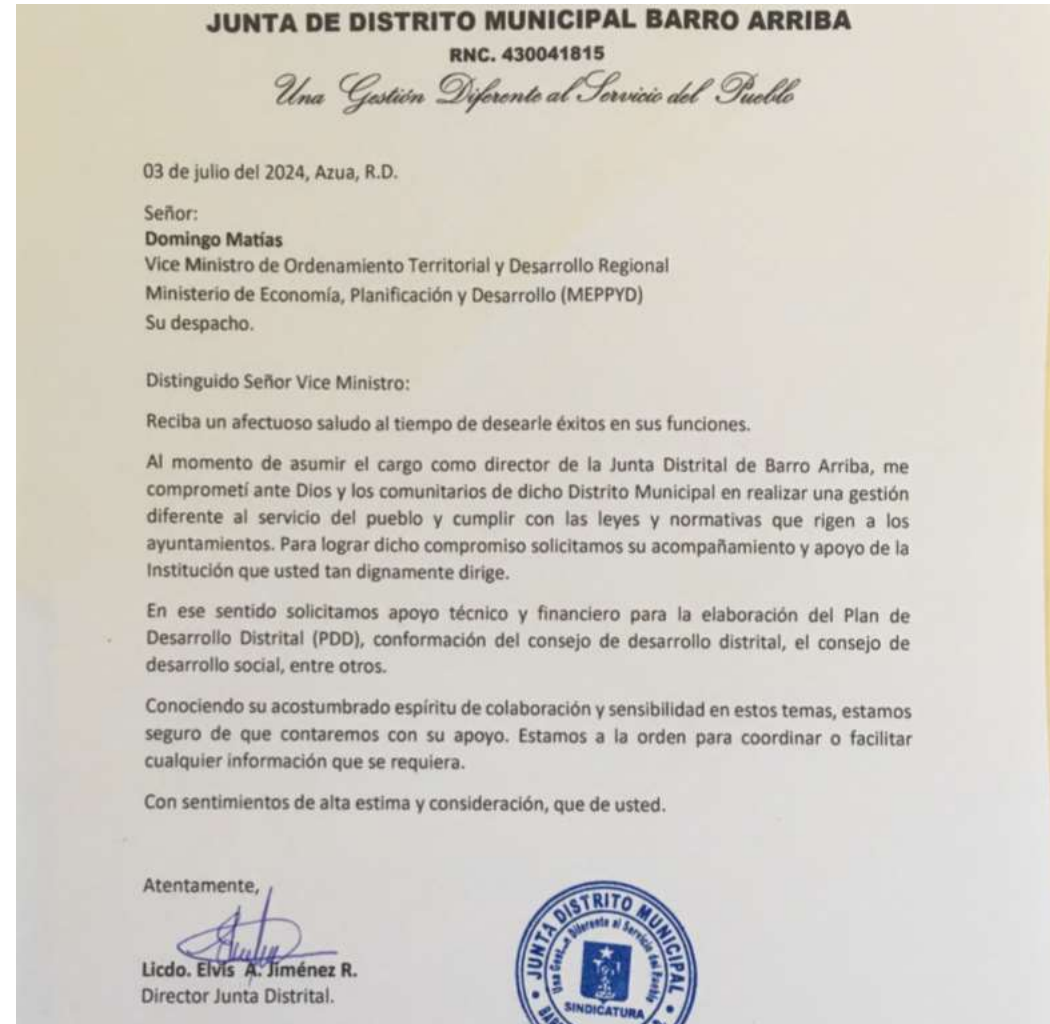 JUNTA DE DISTRITO MUNICIPAL BARRO ARRIBA
RNC. 430041815
Una Gestión Diferente al Servicio del Pueblo
03 de julio del 2024, Azua, R.D.
Señor:
Domingo Matías
Vice Ministro de Ordenamiento Territorial y Desarrollo Regional
Ministerio de Economía, Planificación y Desarrollo (MEPPYD)
Su despacho.
Distinguido Señor Vice Ministro:
Reciba un afectuoso saludo al tiempo de desearle éxitos en sus funciones.
Al momento de asumir el cargo como director de la Junta Distrital de Barro Arriba, me
comprometí ante Dios y los comunitarios de dicho Distrito Municipal en realizar una gestión
diferente al servicio del pueblo y cumplir con las leyes y normativas que rigen a los
ayuntamientos. Para lograr dicho compromiso solicitamos su acompañamiento y apoyo de la
Institución que usted tan dignamente dirige.
En ese sentido solicitamos apoyo técnico y financiero para la elaboración del Plan de
Desarrollo Distrital (PDD), conformación del consejo de desarrollo distrital, el consejo de
desarrollo social, entre otros.
Conociendo su acostumbrado espíritu de colaboración y sensibilidad en estos temas, estamos
seguro de que contaremos con su apoyo. Estamos a la orden para coordinar o facilitar
cualquier información que se requiera.
Con sentimientos de alta estima y consideración, que de usted.
Atentamente,
Licdo. Elvis A. Jiménez R.
Director Junta Distrital.
JUNTA DISTRITO MUNICIPAL
Diferente al Servicio del Pueblo
SINDICATURA